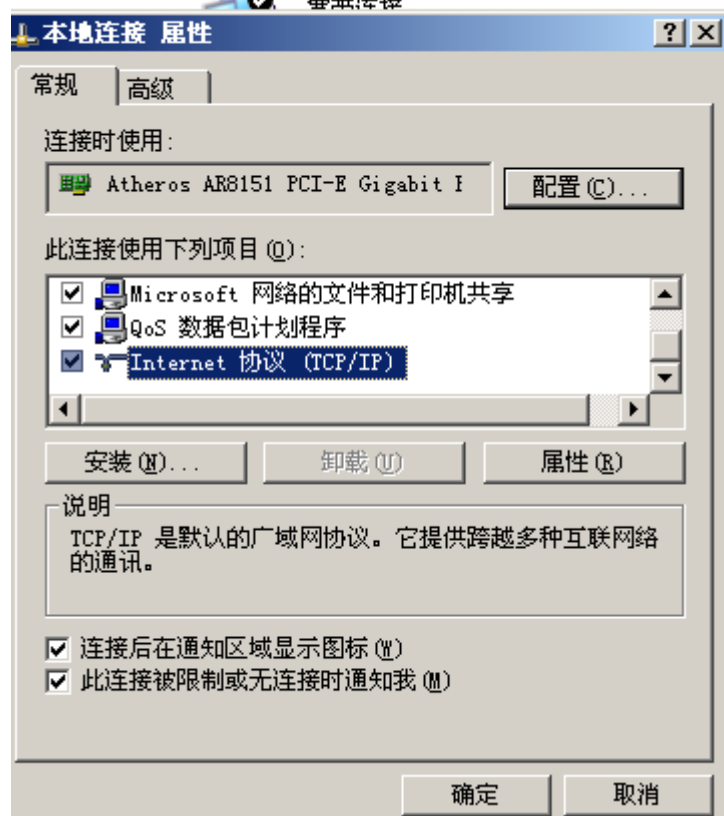 本地连接 属性
常规
高级
连接时使用:
Atheros AR8151 PCI-E Gigabit
配置(C)...
此连接使用下列项目(O):
Microsoft 网络的文件和打印机共享
QoS 数据包计划程序
Internet 协议 (TCP/IP)
安装(N)...
卸载(U)
属性(R)
说明
TCP/IP 是默认的广域网协议。它提供跨越多种互联网络
的通讯。
连接后在通知区域显示图标(W)
此连接被限制或无连接时通知我(M)
确定
取消